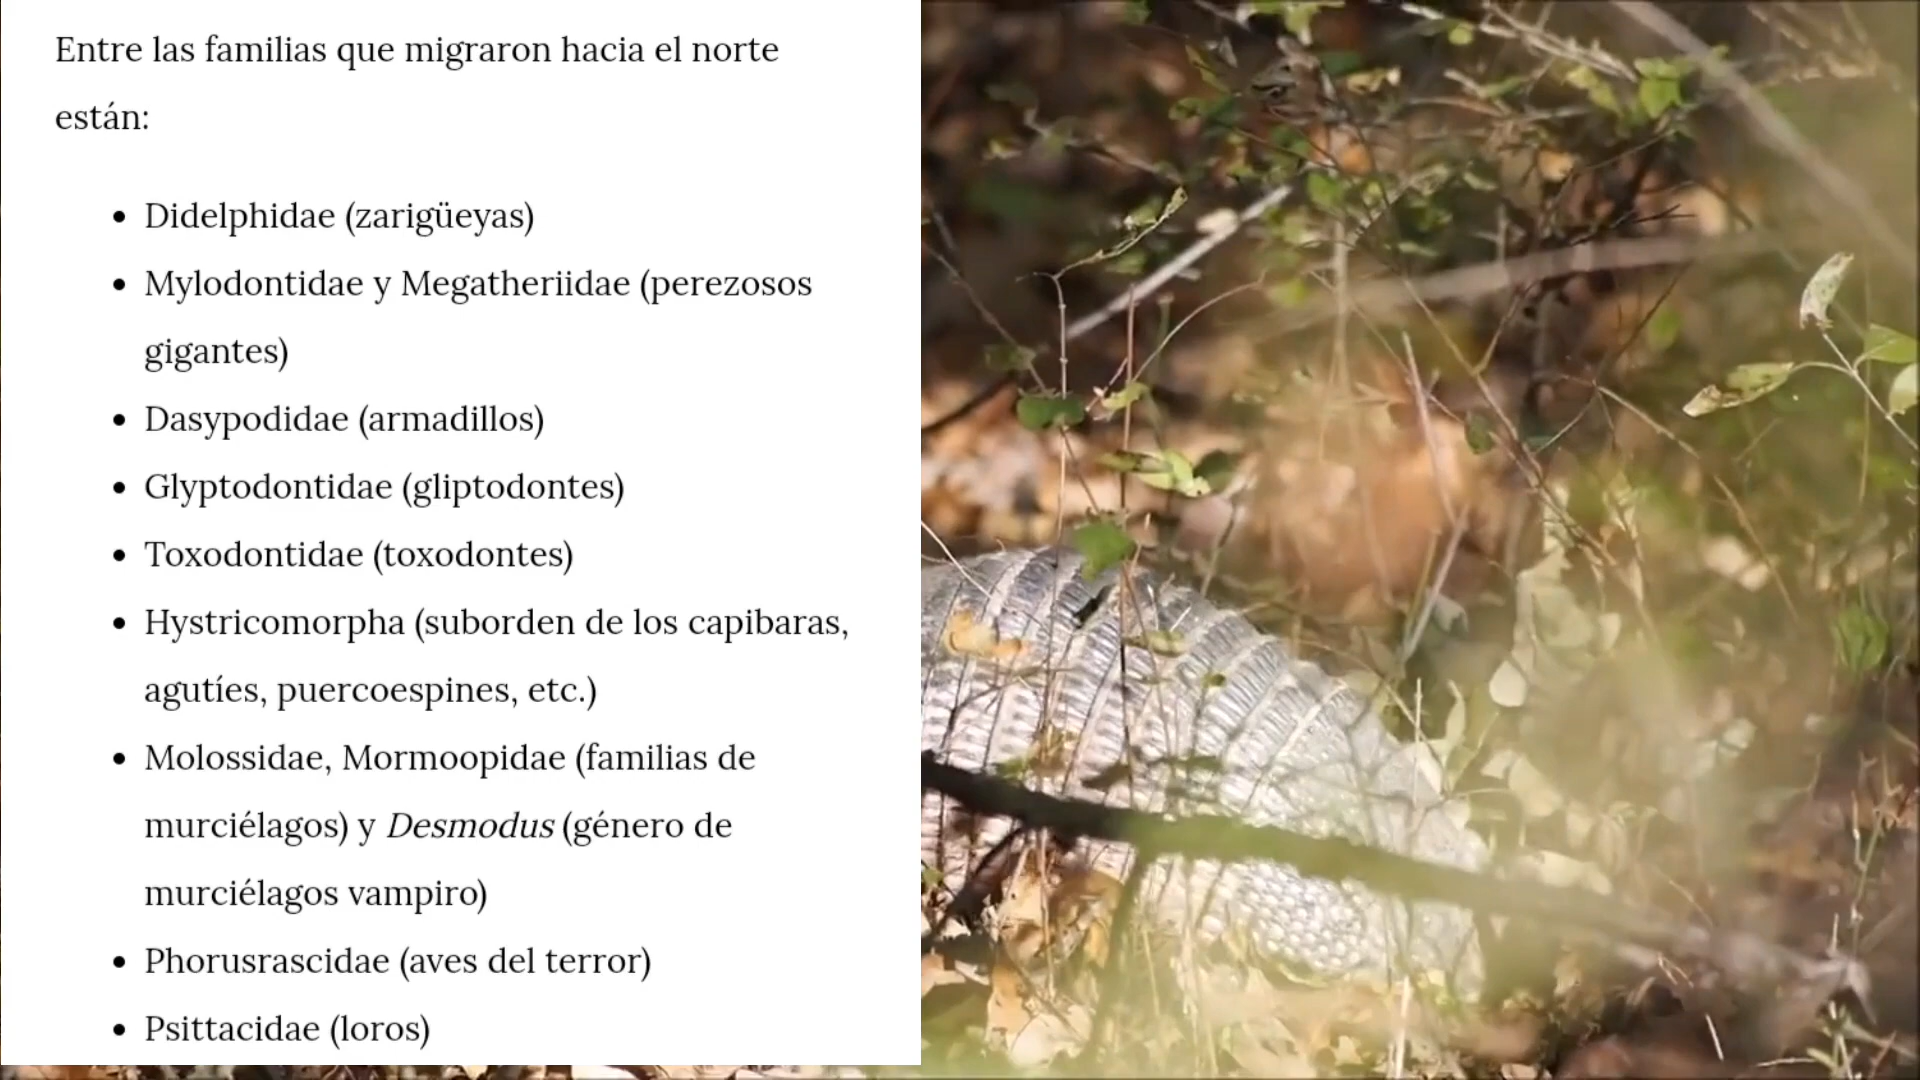 Entre las familias que migraron hacia el norte
están:
• Didelphidae (zarigüeyas)
• Mylodontidae y Megatheriidae (perezosos
gigantes)
• Dasypodidae (armadillos)
• Glyptodontidae (gliptodontes)
• Toxodontidae (toxodontes)
• Hystricomorpha (suborden de los capibaras,
agutíes, puercoespines, etc.)
• Molossidae, Mormoopidae (familias de
murciélagos) y Desmodus (género de
murciélagos vampiro)
• Phorusrascidae (aves del terror)
• Psittacidae (loros)